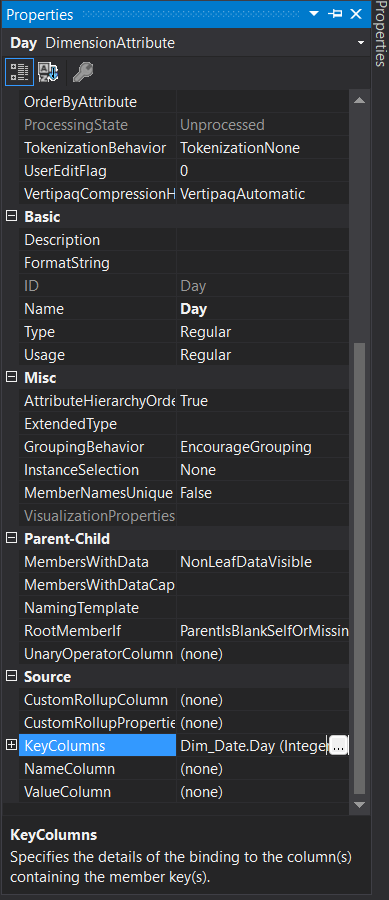 Properties
Properties
Day DimensionAttribute
OrderByAttribute
ProcessingState Unprocessed
TokenizationBehavior TokenizationNone
UserEditFlag 0
VertipaqCompressionH VertipaqAutomatic
Basic
Description
FormatString
ID Day
Name Day
Type Regular
Usage Regular
Misc
AttributeHierarchyOrde True
ExtendedType
GroupingBehavior EncourageGrouping
InstanceSelection None
MemberNamesUnique False
VisualizationProperties
Parent-Child
MembersWithData NonLeafDataVisible
MembersWithDataCap
NamingTemplate
RootMemberIf ParentIsBlankSelfOrMissin
UnaryOperatorColumn (none)
Source
CustomRollupColumn (none)
CustomRollupPropertie (none)
KeyColumns Dim_Date.Day (Integer ...
NameColumn (none)
ValueColumn (none)
KeyColumns
Specifies the details of the binding to the column(s)
containing the member key(s).